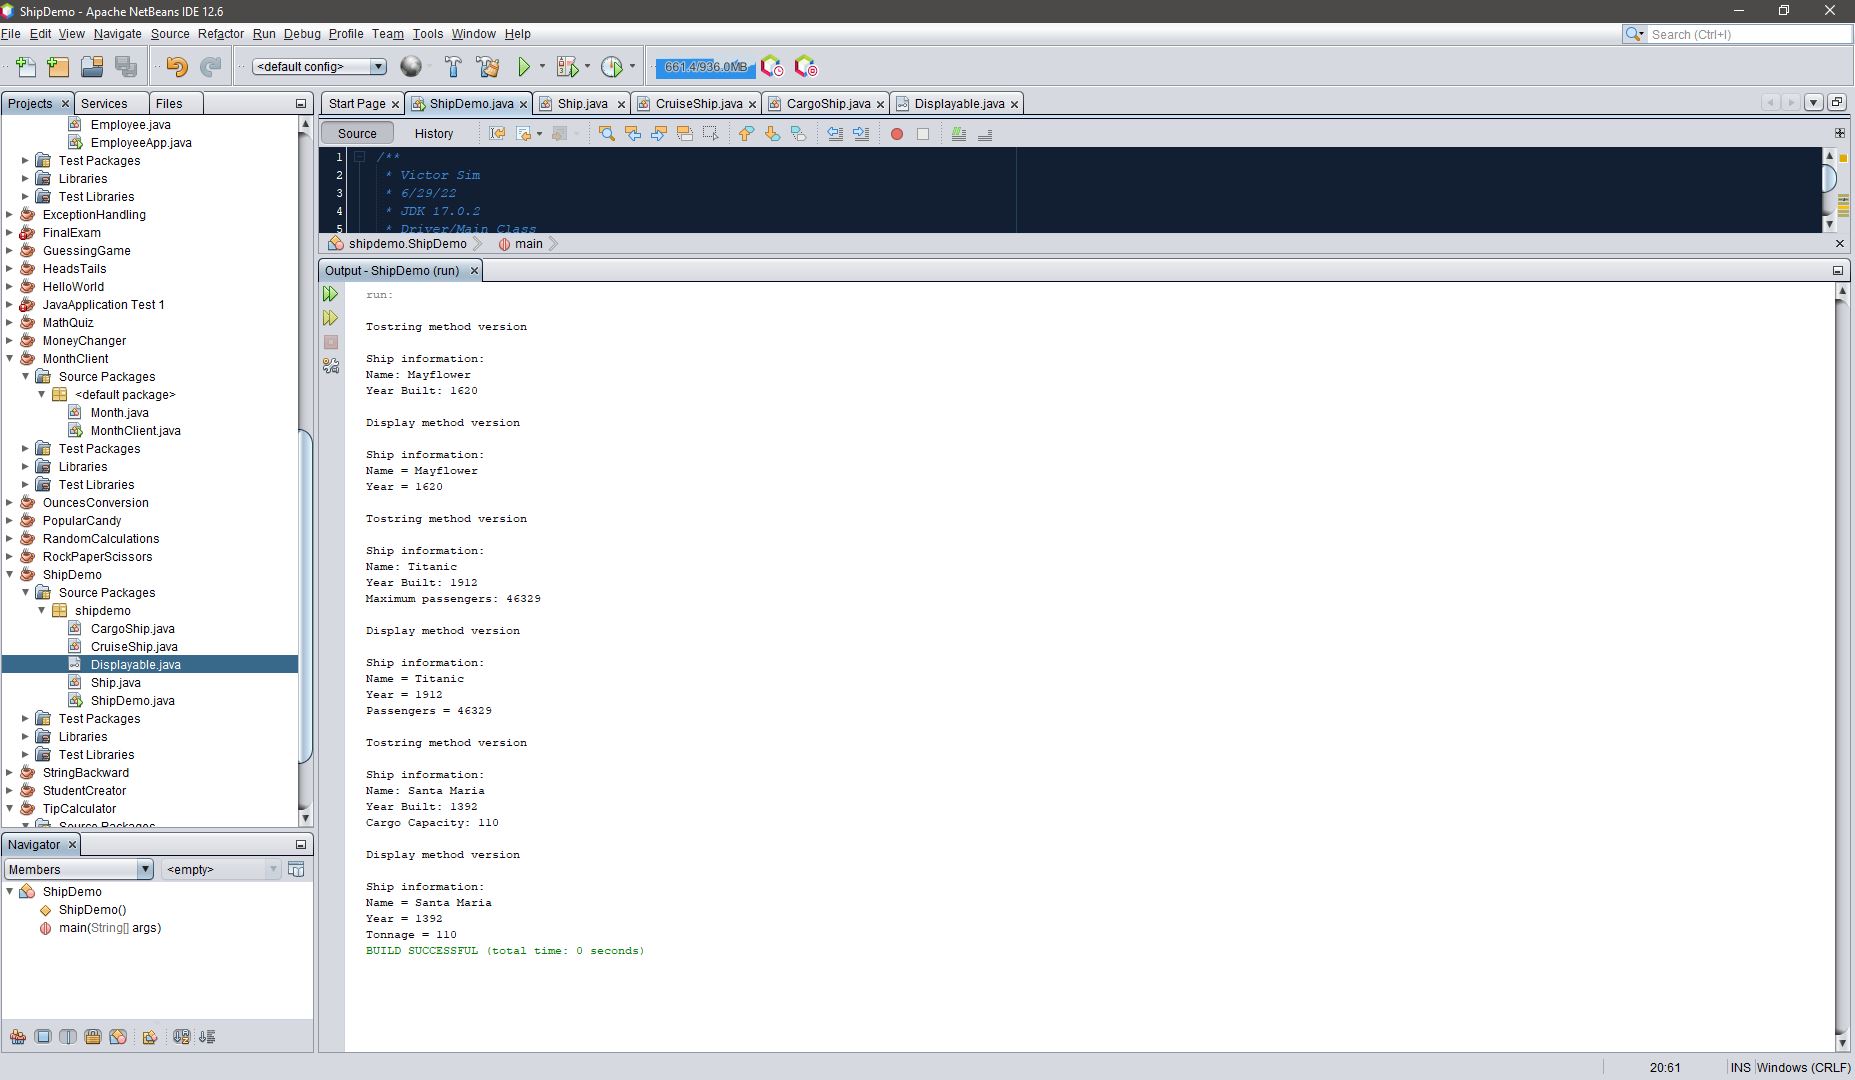 ShipDemo - Apache NetBeans IDE 12.6
File Edit View Navigate Source Refactor Run Debug Profile Team Tools Window Help
Search (Ctrl+I)
<default config>
661.4/936.0MB
Projects Services Files
Employee.java
EmployeeApp.java
Test Packages
Libraries
Test Libraries
ExceptionHandling
FinalExam
GuessingGame
HeadsTails
HelloWorld
JavaApplication Test 1
MathQuiz
MoneyChanger
MonthClient
Source Packages
<default package>
Month.java
MonthClient.java
Test Packages
Libraries
Test Libraries
OuncesConversion
PopularCandy
RandomCalculations
RockPaperScissors
ShipDemo
Source Packages
shipdemo
CargoShip.java
CruiseShip.java
Displayable.java
Ship.java
ShipDemo.java
Test Packages
Libraries
Test Libraries
StringBackward
StudentCreator
TipCalculator
Source Packages
Navigator
Members <empty>
ShipDemo
ShipDemo()
main(String[] args)
Start Page ShipDemo.java Ship.java CruiseShip.java CargoShip.java Displayable.java
Source History
1 /**
2 * Victor Sim
3 * 6/29/22
4 * JDK 17.0.2
5 * Driver/Main Class
shipdemo.ShipDemo main
Output - ShipDemo (run)
run:
Tostring method version
Ship information:
Name: Mayflower
Year Built: 1620
Display method version
Ship information:
Name = Mayflower
Year = 1620
Tostring method version
Ship information:
Name: Titanic
Year Built: 1912
Maximum passengers: 46329
Display method version
Ship information:
Name = Titanic
Year = 1912
Passengers = 46329
Tostring method version
Ship information:
Name: Santa Maria
Year Built: 1392
Cargo Capacity: 110
Display method version
Ship information:
Name = Santa Maria
Year = 1392
Tonnage = 110
BUILD SUCCESSFUL (total time: 0 seconds)
20:61 INS Windows (CRLF)